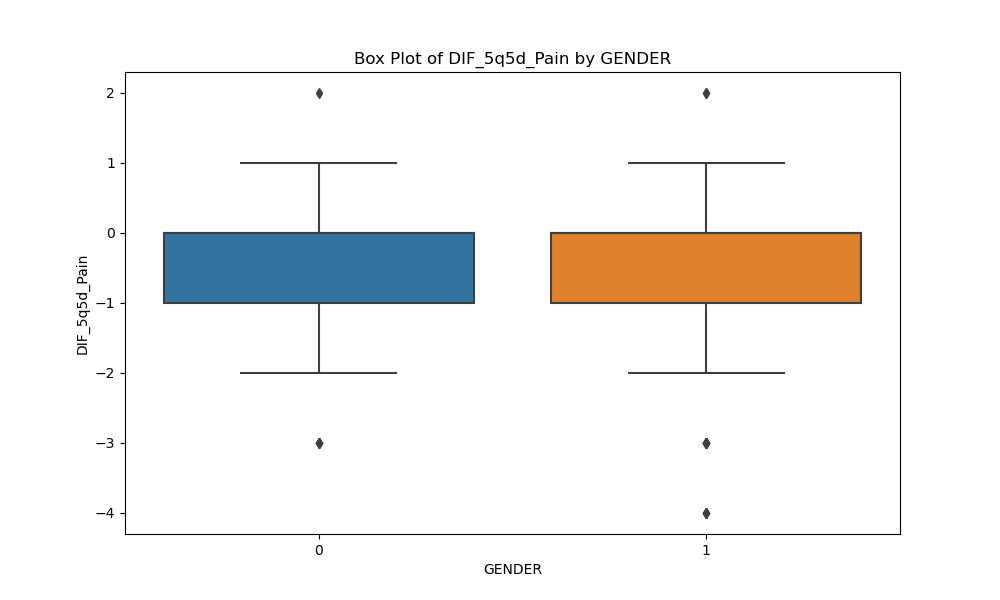 Box Plot of DIF_5q5d_Pain by GENDER
2
1
0
−1
−2
−3
−4
DIF_5q5d_Pain
0 1
GENDER